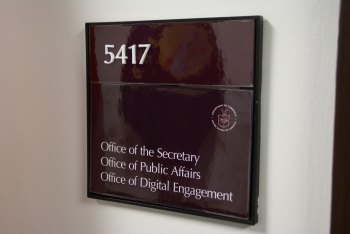 5417
Office of the Secretary
Office of Public Affairs
Office of Digital Engagement